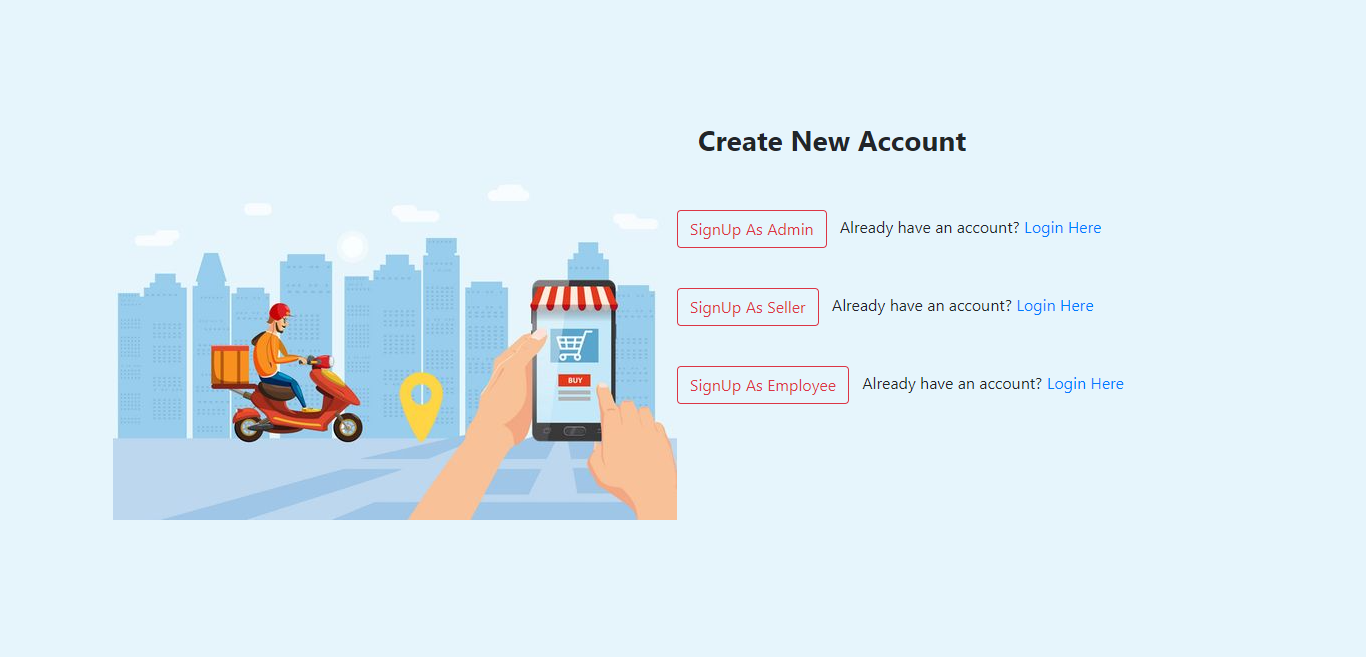 Create New Account
SignUp As Admin Already have an account? Login Here
SignUp As Seller Already have an account? Login Here
BUY
SignUp As Employee Already have an account? Login Here